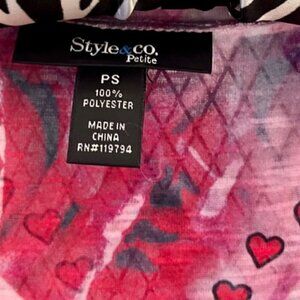 Style&co.
Petite
PS
100%
POLYESTER
MADE IN
CHINA
RN#119794